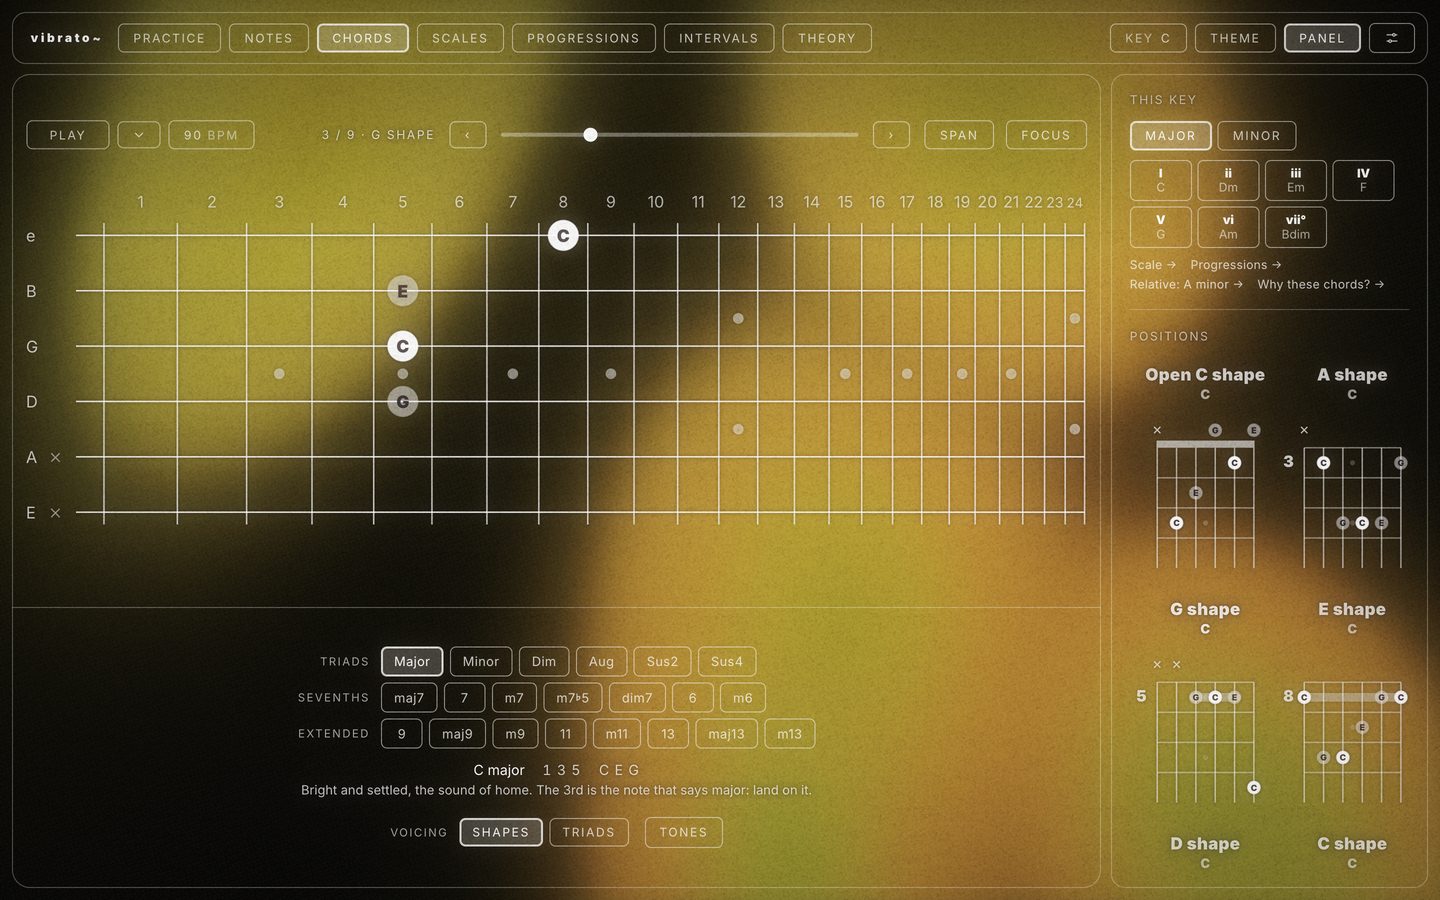 vibrato~ PRACTICE NOTES CHORDS SCALES PROGRESSIONS INTERVALS THEORY KEY C THEME PANEL
PLAY 90 BPM 3 / 9 · G SHAPE ‹ › SPAN FOCUS
1 2 3 4 5 6 7 8 9 10 11 12 13 14 15 16 17 18 19 20 21 22 23 24
e C
B E
G C
D G
A ×
E ×
TRIADS Major Minor Dim Aug Sus2 Sus4
SEVENTHS maj7 7 m7 m7♭5 dim7 6 m6
EXTENDED 9 maj9 m9 11 m11 13 maj13 m13
C major 1 3 5 C E G
Bright and settled, the sound of home. The 3rd is the note that says major: land on it.
VOICING SHAPES TRIADS TONES
THIS KEY
MAJOR MINOR
I ii iii IV
C Dm Em F
V vi vii°
G Am Bdim
Scale → Progressions →
Relative: A minor → Why these chords? →
POSITIONS
Open C shape A shape
C C
× G E ×
C 3 C G
E
C G C E
G shape E shape
C C
× ×
5 G C E 8 C G C
E
G C
C
D shape C shape
C C